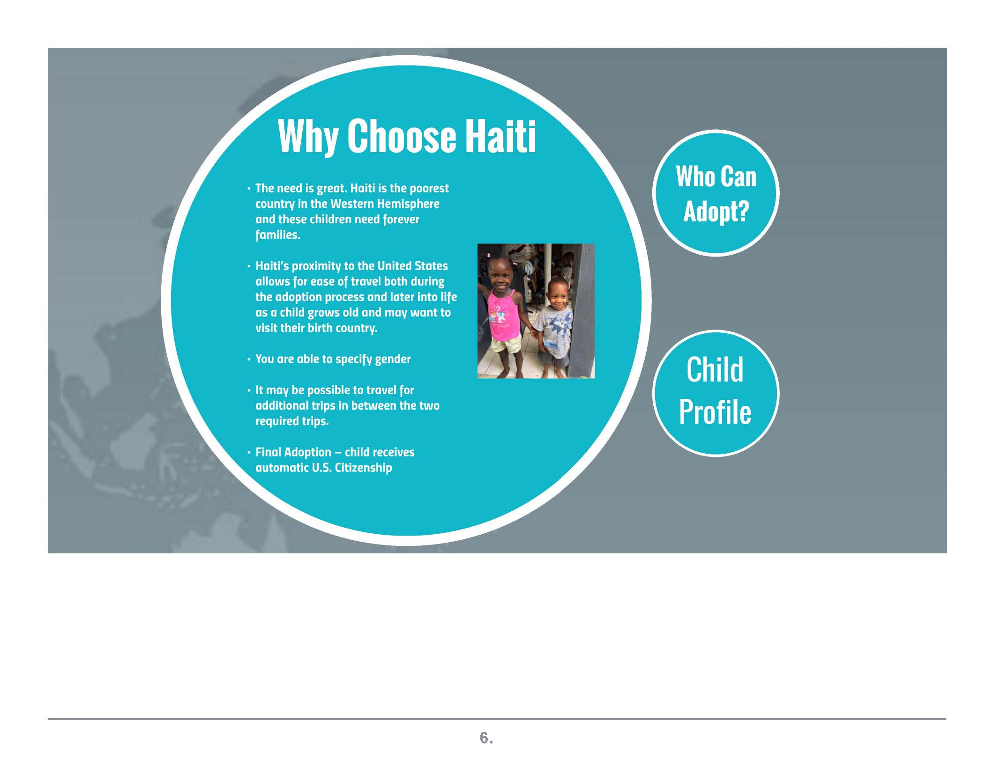 Why Choose Haiti
• The need is great. Haiti is the poorest
country in the Western Hemisphere
and these children need forever
families.
• Haiti's proximity to the United States
allows for ease of travel both during
the adoption process and later into life
as a child grows old and may want to
visit their birth country.
• You are able to specify gender
• It may be possible to travel for
additional trips in between the two
required trips.
• Final Adoption – child receives
automatic U.S. Citizenship
Who Can
Adopt?
Child
Profile
6.